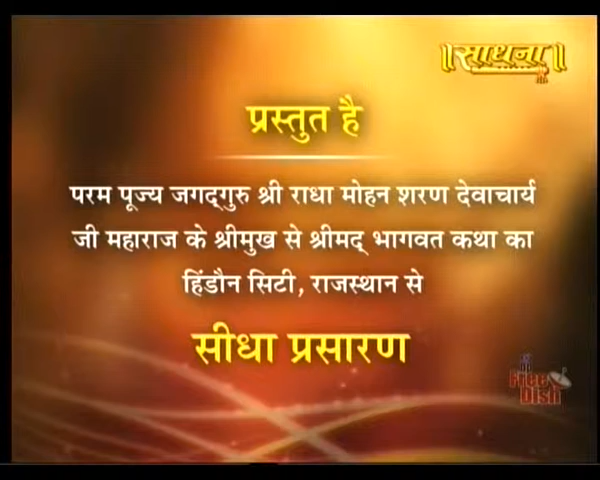 ॥साधना॥
प्रस्तुत है
परम पूज्य जगद्गुरु श्री राधा मोहन शरण देवाचार्य
जी महाराज के श्रीमुख से श्रीमद् भागवत कथा का
हिंडौन सिटी, राजस्थान से
सीधा प्रसारण
Free
Dish